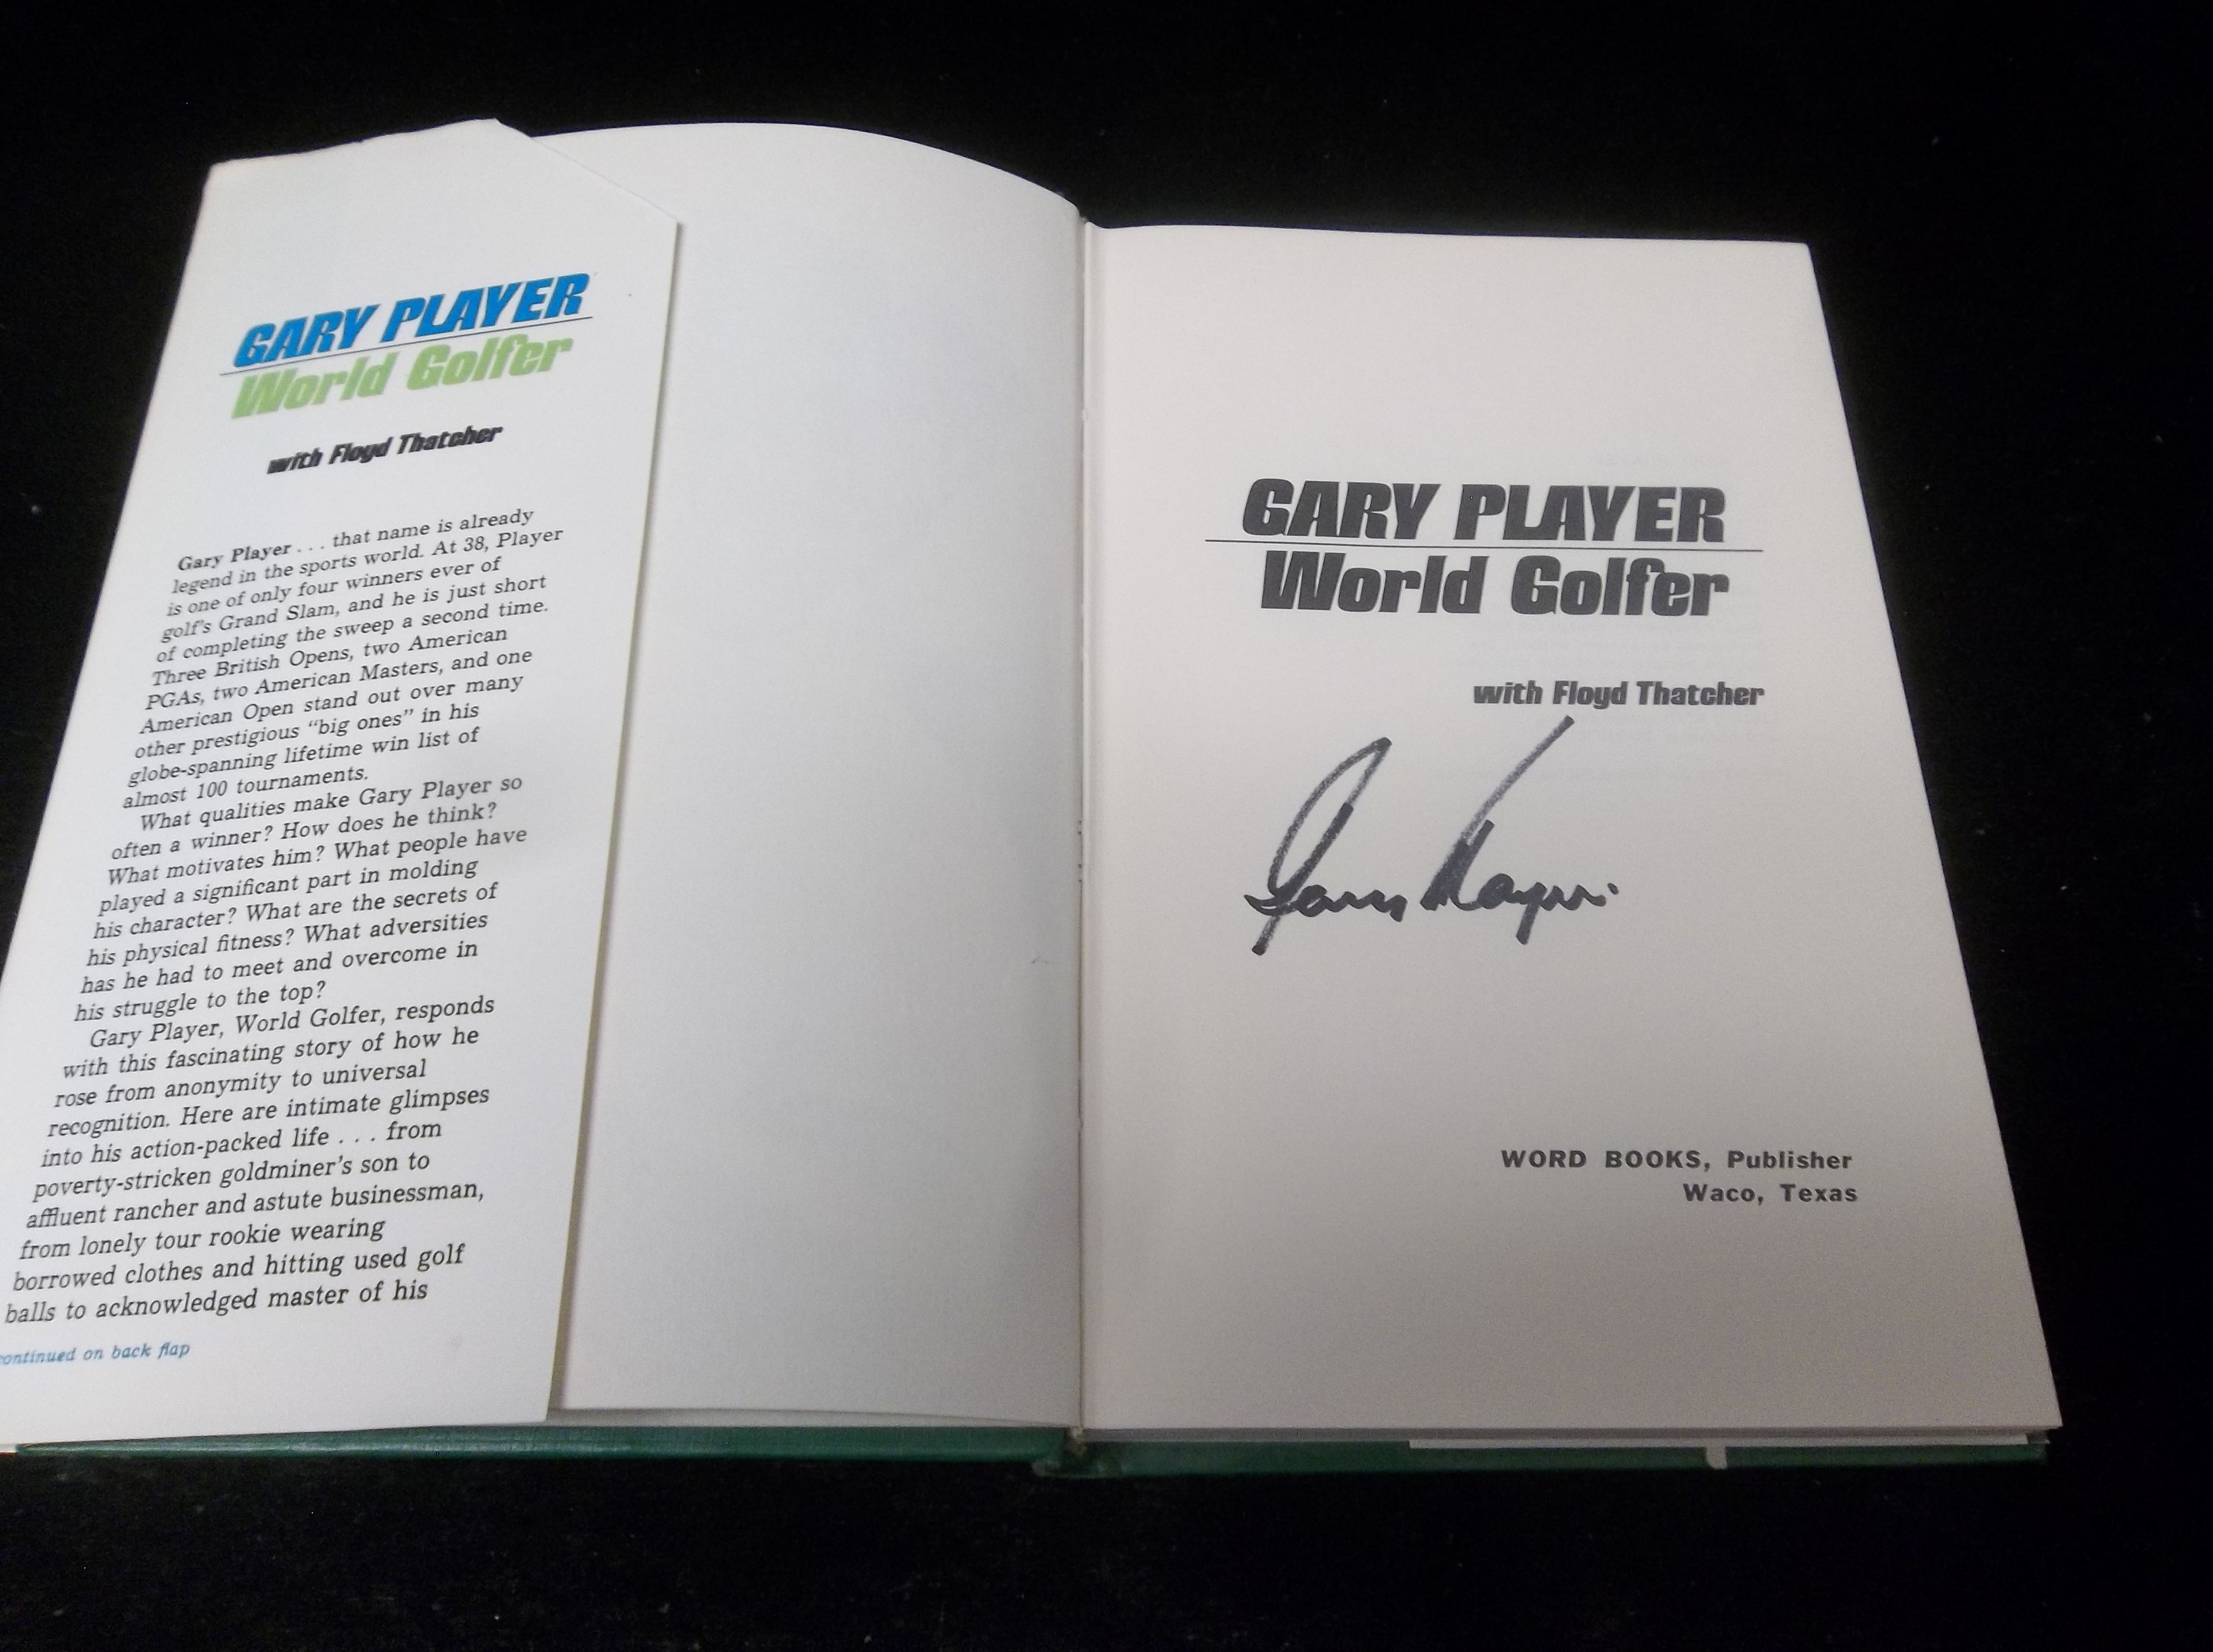 GARY PLAYER
World Golfer
with Floyd Thatcher
Gary Player . . . that name is already
legend in the sports world. At 38, Player
is one of only four winners ever of
golf's Grand Slam, and he is just short
of completing the sweep a second time.
Three British Opens, two American
PGAs, two American Masters, and one
American Open stand out over many
other prestigious "big ones" in his
globe-spanning lifetime win list of
almost 100 tournaments.
What qualities make Gary Player so
often a winner? How does he think?
What motivates him? What people have
played a significant part in molding
his character? What are the secrets of
his physical fitness? What adversities
has he had to meet and overcome in
his struggle to the top?
Gary Player, World Golfer, responds
with this fascinating story of how he
rose from anonymity to universal
recognition. Here are intimate glimpses
into his action-packed life . . . from
poverty-stricken goldminer's son to
affluent rancher and astute businessman,
from lonely tour rookie wearing
borrowed clothes and hitting used golf
balls to acknowledged master of his
continued on back flap
GARY PLAYER
World Golfer
with Floyd Thatcher
Gary Player
WORD BOOKS, Publisher
Waco, Texas